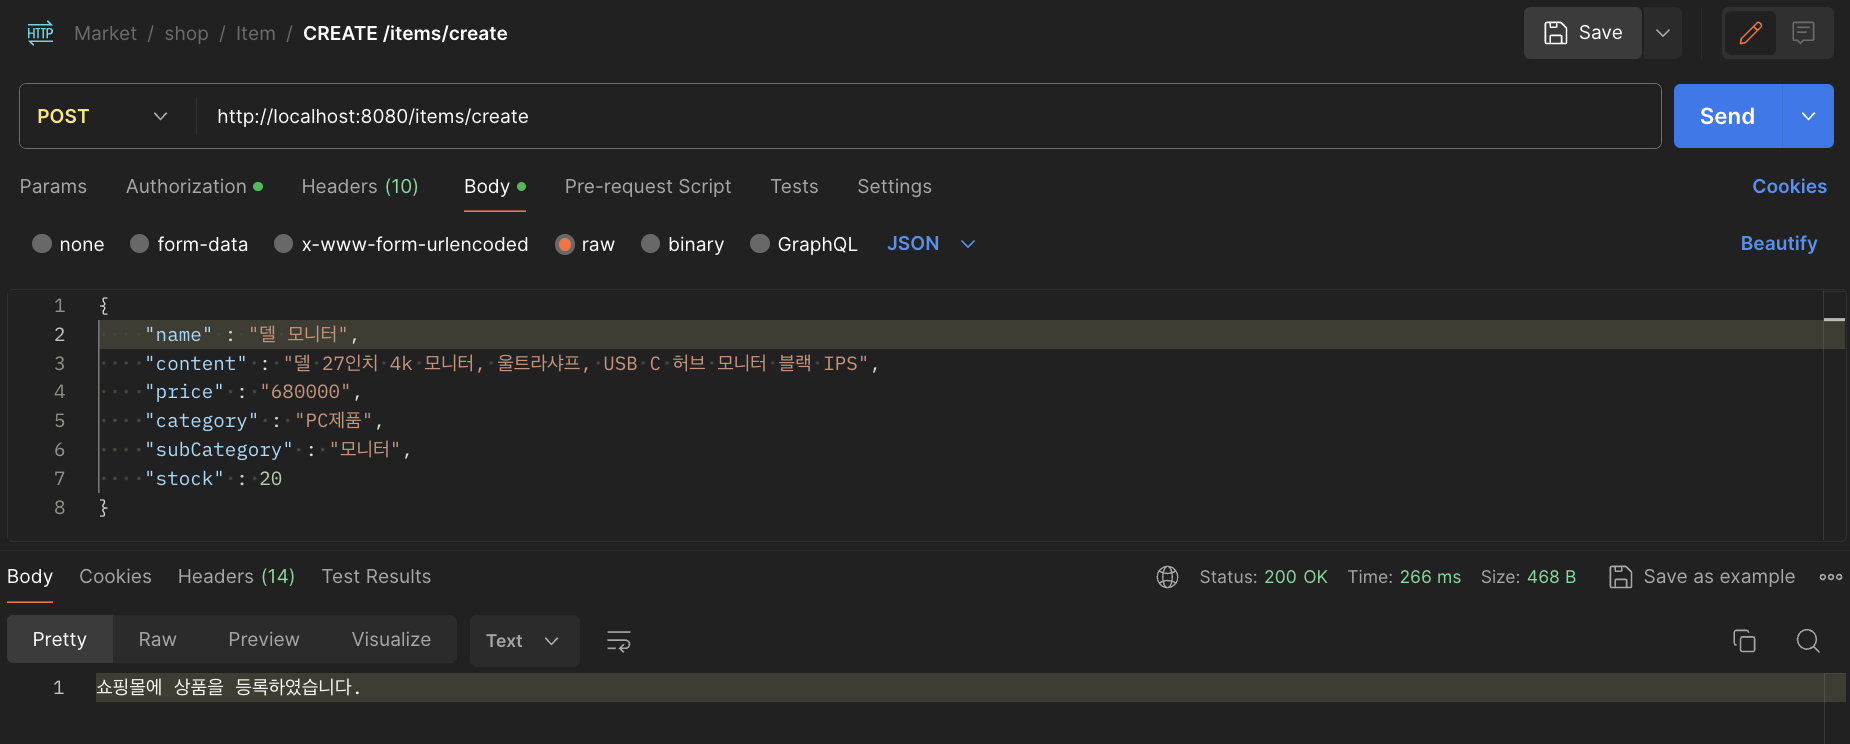 HTTP Market / shop / Item / CREATE /items/create Save
POST http://localhost:8080/items/create Send
Params Authorization Headers (10) Body Pre-request Script Tests Settings Cookies
none form-data x-www-form-urlencoded raw binary GraphQL JSON Beautify
1 {
2 "name" : "델 모니터",
3 "content" : "델 27인치 4k 모니터, 울트라샤프, USB C 허브 모니터 블랙 IPS",
4 "price" : "680000",
5 "category" : "PC제품",
6 "subCategory" : "모니터",
7 "stock" : 20
8 }
Body Cookies Headers (14) Test Results Status: 200 OK Time: 266 ms Size: 468 B Save as example
Pretty Raw Preview Visualize Text
1 쇼핑몰에 상품을 등록하였습니다.